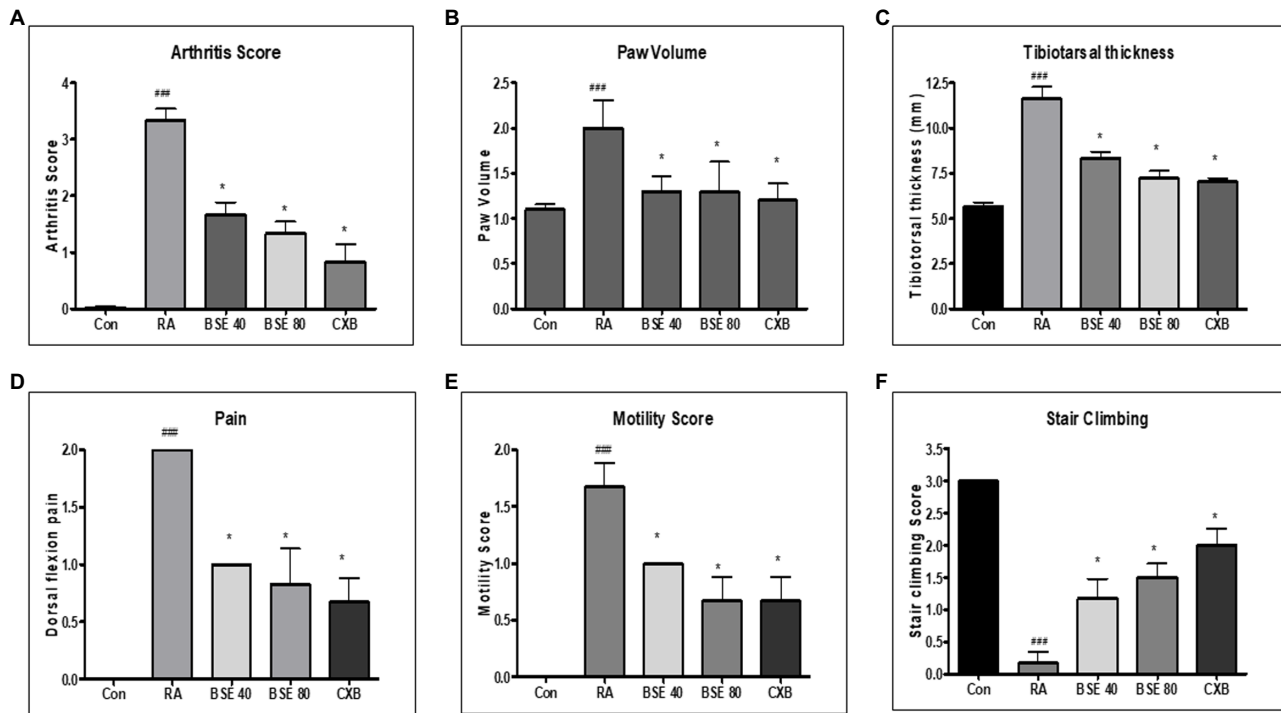 A
Arthritis Score
Arthritis Score
4
3
2
1
0
###
*
*
*
Con RA BSE 40 BSE 80 CXB
B
Paw Volume
Paw Volume
2.5
2.0
1.5
1.0
0.5
0.0
###
*
*
*
Con RA BSE 40 BSE 80 CXB
C
Tibiotarsal thickness
Tibiotorsal thickness (mm)
12.5
10.0
7.5
5.0
2.5
0.0
###
*
*
*
Con RA BSE 40 BSE 80 CXB
D
Pain
Dorsal flexion pain
2.0
1.5
1.0
0.5
0.0
###
*
*
*
Con RA BSE 40 BSE 80 CXB
E
Motility Score
Motility Score
2.0
1.5
1.0
0.5
0.0
###
*
*
*
Con RA BSE 40 BSE 80 CXB
F
Stair Climbing
Stair climbing Score
3.0
2.5
2.0
1.5
1.0
0.5
0.0
###
*
*
*
Con RA BSE 40 BSE 80 CXB